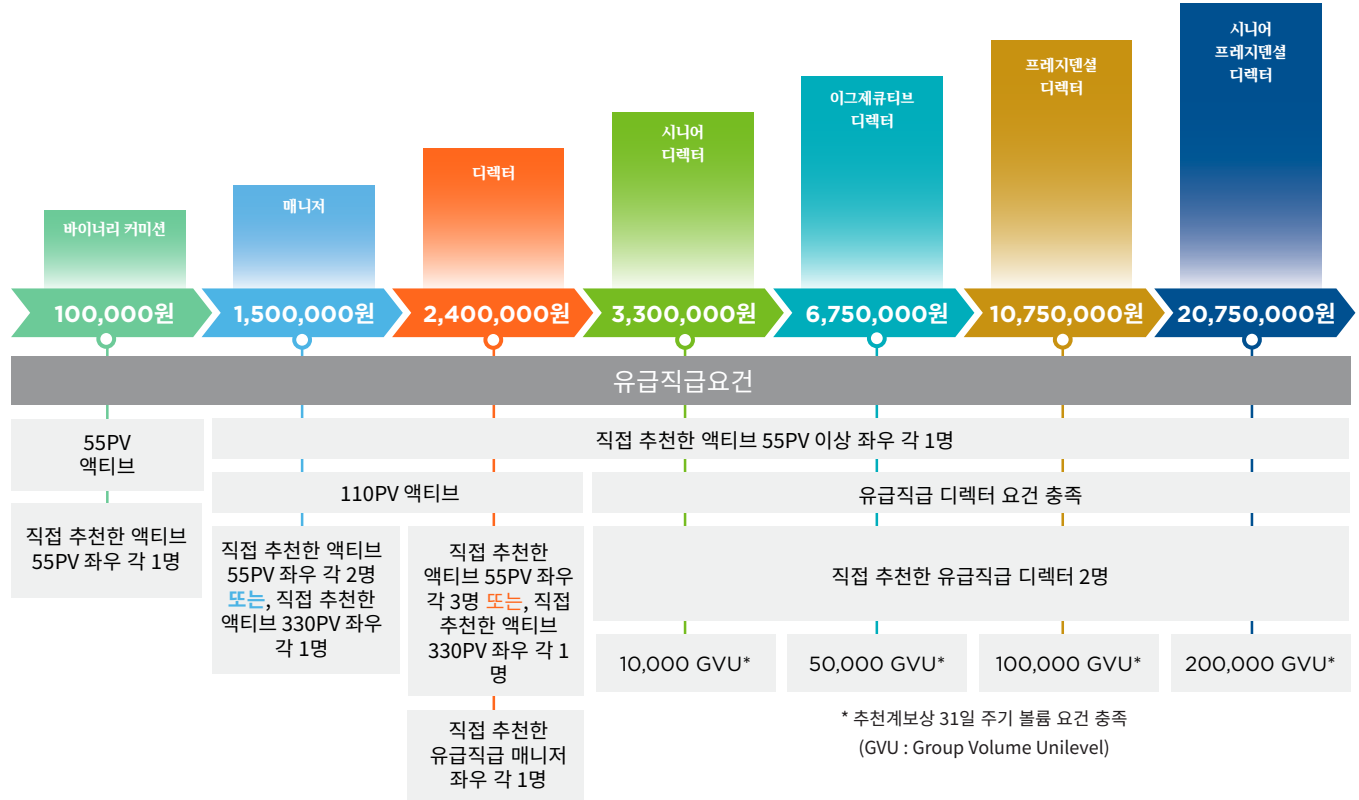 바이너리 커미션
매니저
디렉터
시니어
디렉터
이그제큐티브
디렉터
프레지덴셜
디렉터
시니어
프레지덴셜
디렉터
100,000원
1,500,000원
2,400,000원
3,300,000원
6,750,000원
10,750,000원
20,750,000원
유급직급요건
55PV
액티브
직접 추천한 액티브
55PV 좌우 각 1명
직접 추천한 액티브 55PV 이상 좌우 각 1명
110PV 액티브
유급직급 디렉터 요건 충족
직접 추천한 액티브
55PV 좌우 각 2명
또는, 직접 추천한
액티브 330PV 좌우
각 1명
직접 추천한
액티브 55PV 좌우
각 3명 또는, 직접
추천한 액티브
330PV 좌우 각 1
명
직접 추천한
유급직급 매니저
좌우 각 1명
직접 추천한 유급직급 디렉터 2명
10,000 GVU*
50,000 GVU*
100,000 GVU*
200,000 GVU*
* 추천계보상 31일 주기 볼륨 요건 충족
(GVU : Group Volume Unilevel)